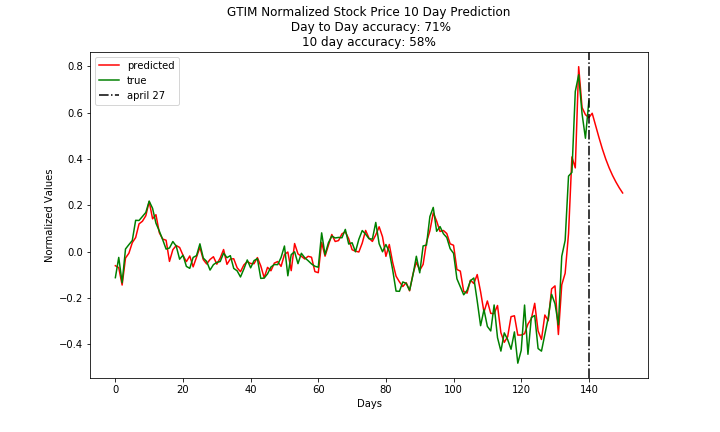 GTIM Normalized Stock Price 10 Day Prediction
Day to Day accuracy: 71%
10 day accuracy: 58%
predicted
true
april 27
Normalized Values
0.8
0.6
0.4
0.2
0.0
−0.2
−0.4
0 20 40 60 80 100 120 140
Days